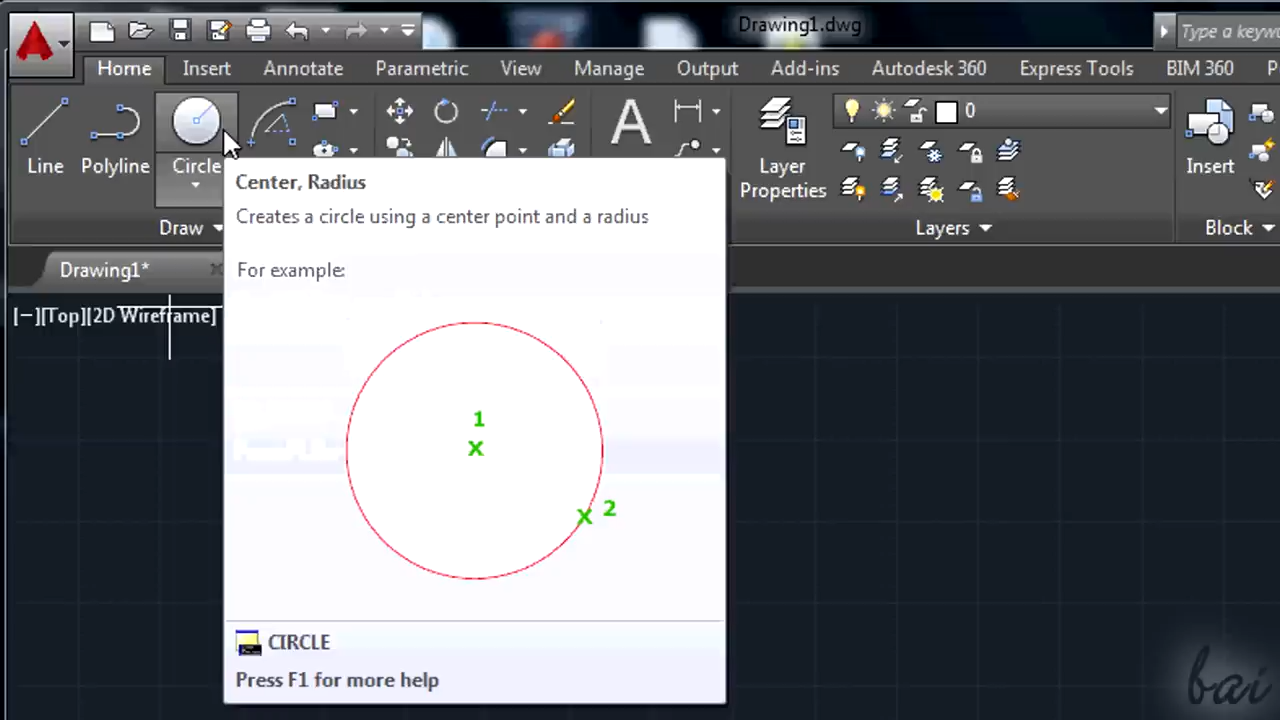 Drawing1.dwg
Type a keyw
Home Insert Annotate Parametric View Manage Output Add-ins Autodesk 360 Express Tools BIM 360 P
A
0
Line Polyline Circle
Layer
Properties
Insert
Draw
Layers
Block
Center, Radius
Creates a circle using a center point and a radius
For example:
1
X
X 2
CIRCLE
Press F1 for more help
Drawing1*
[−][Top][2D Wireframe]
bai